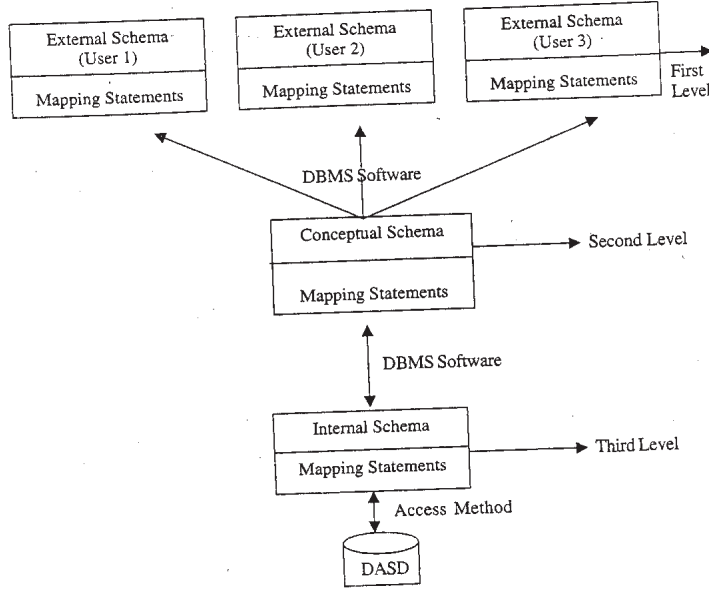 External Schema
(User 1)
Mapping Statements
External Schema
(User 2)
Mapping Statements
External Schema
(User 3)
Mapping Statements
First
Level
DBMS Software
Conceptual Schema
Mapping Statements
Second Level
DBMS Software
Internal Schema
Mapping Statements
Third Level
Access Method
DASD